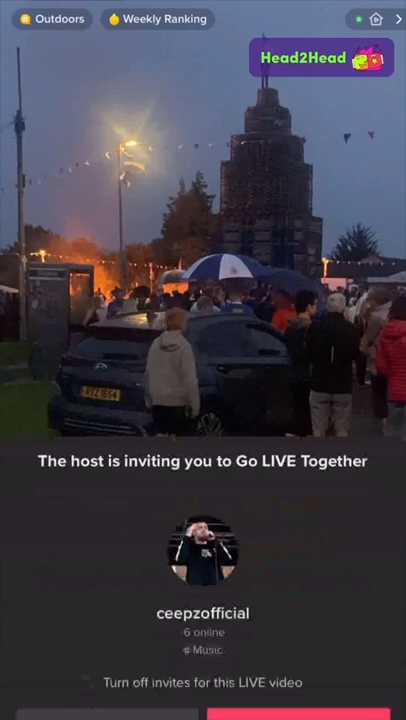 Outdoors
Weekly Ranking
Head2Head
The host is inviting you to Go LIVE Together
ceepzofficial
6 online
# Music
Turn off invites for this LIVE video